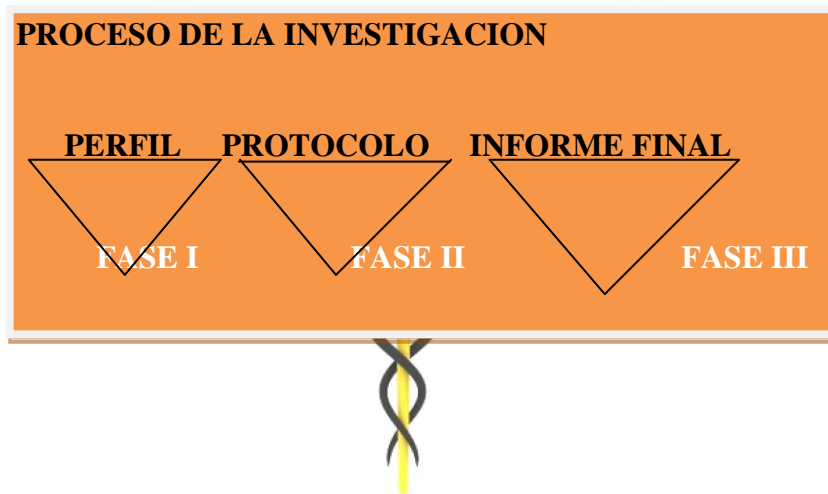 PROCESO DE LA INVESTIGACION
PERFIL PROTOCOLO INFORME FINAL
FASE I FASE II FASE III